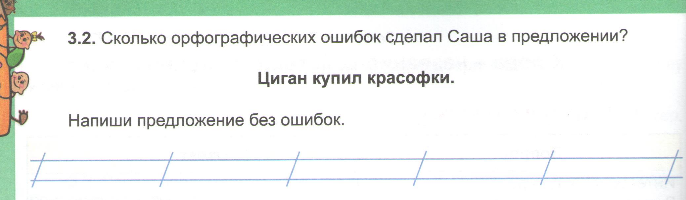 3.2. Сколько орфографических ошибок сделал Саша в предложении?
Циган купил красофки.
Напиши предложение без ошибок.